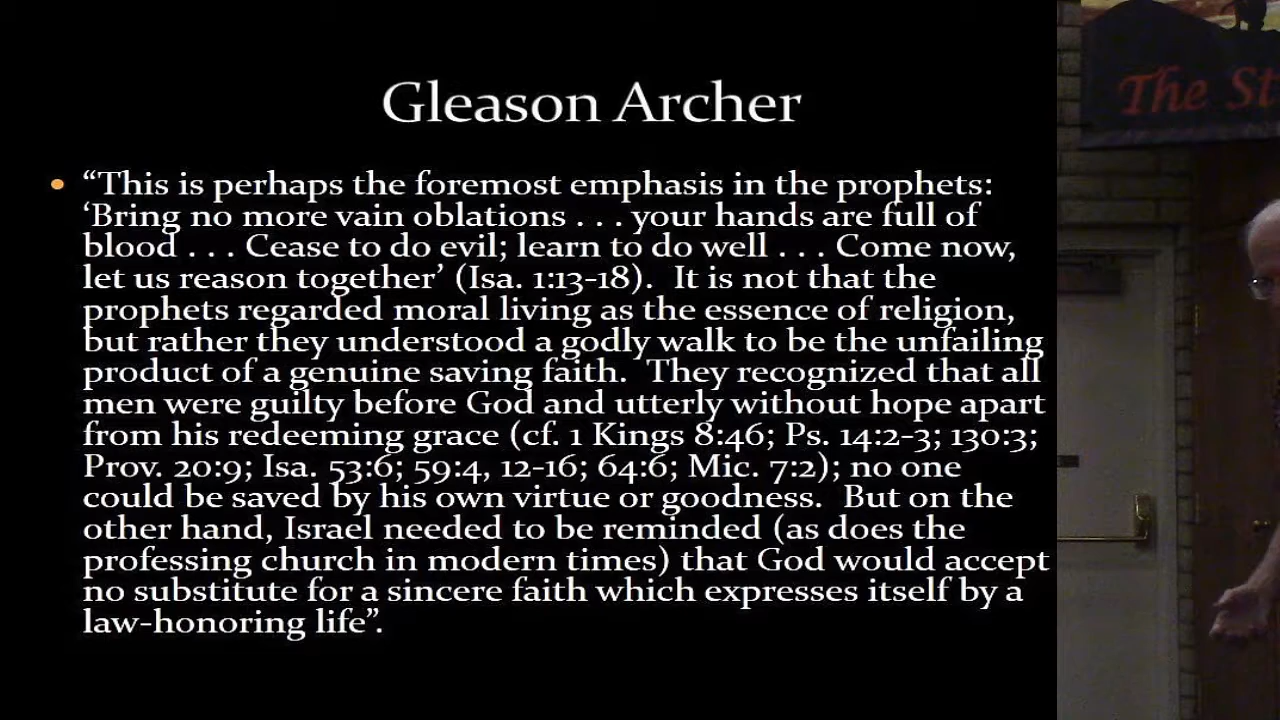 Gleason Archer
The St
• “This is perhaps the foremost emphasis in the prophets:
‘Bring no more vain oblations . . . your hands are full of
blood . . . Cease to do evil; learn to do well . . . Come now,
let us reason together’ (Isa. 1:13-18).  It is not that the
prophets regarded moral living as the essence of religion,
but rather they understood a godly walk to be the unfailing
product of a genuine saving faith.  They recognized that all
men were guilty before God and utterly without hope apart
from his redeeming grace (cf. 1 Kings 8:46; Ps. 14:2-3; 130:3;
Prov. 20:9; Isa. 53:6; 59:4, 12-16; 64:6; Mic. 7:2); no one
could be saved by his own virtue or goodness.  But on the
other hand, Israel needed to be reminded (as does the
professing church in modern times) that God would accept
no substitute for a sincere faith which expresses itself by a
law-honoring life”.